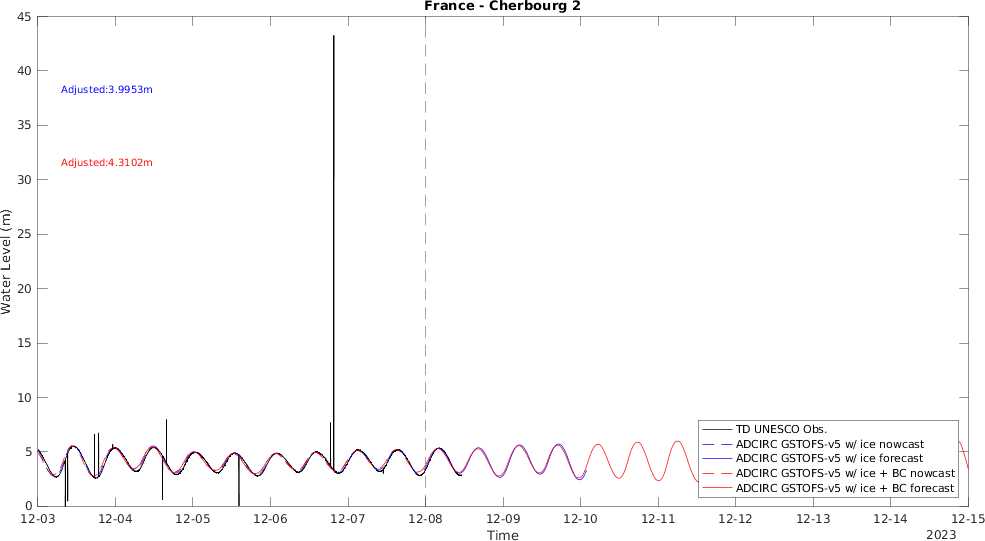 France - Cherbourg 2
45
40
35
30
25
20
15
10
5
0
Water Level (m)
Adjusted:3.9953m
Adjusted:4.3102m
TD UNESCO Obs.
ADCIRC GSTOFS-v5 w/ ice nowcast
ADCIRC GSTOFS-v5 w/ ice forecast
ADCIRC GSTOFS-v5 w/ ice + BC nowcast
ADCIRC GSTOFS-v5 w/ ice + BC forecast
12-03 12-04 12-05 12-06 12-07 12-08 12-09 12-10 12-11 12-12 12-13 12-14 12-15
Time
2023